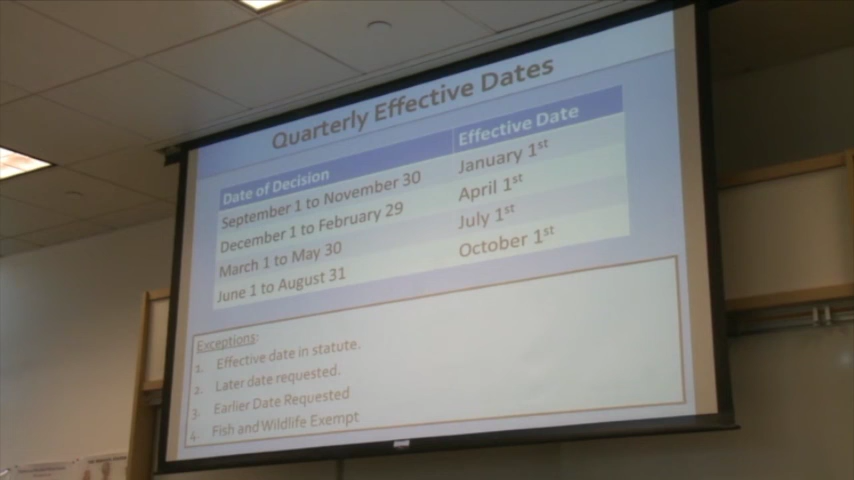 Quarterly Effective Dates
Date of Decision Effective Date
September 1 to November 30 January 1st
December 1 to February 29 April 1st
March 1 to May 30 July 1st
June 1 to August 31 October 1st
Exceptions:
1. Effective date in statute.
2. Later date requested.
3. Earlier Date Requested
4. Fish and Wildlife Exempt